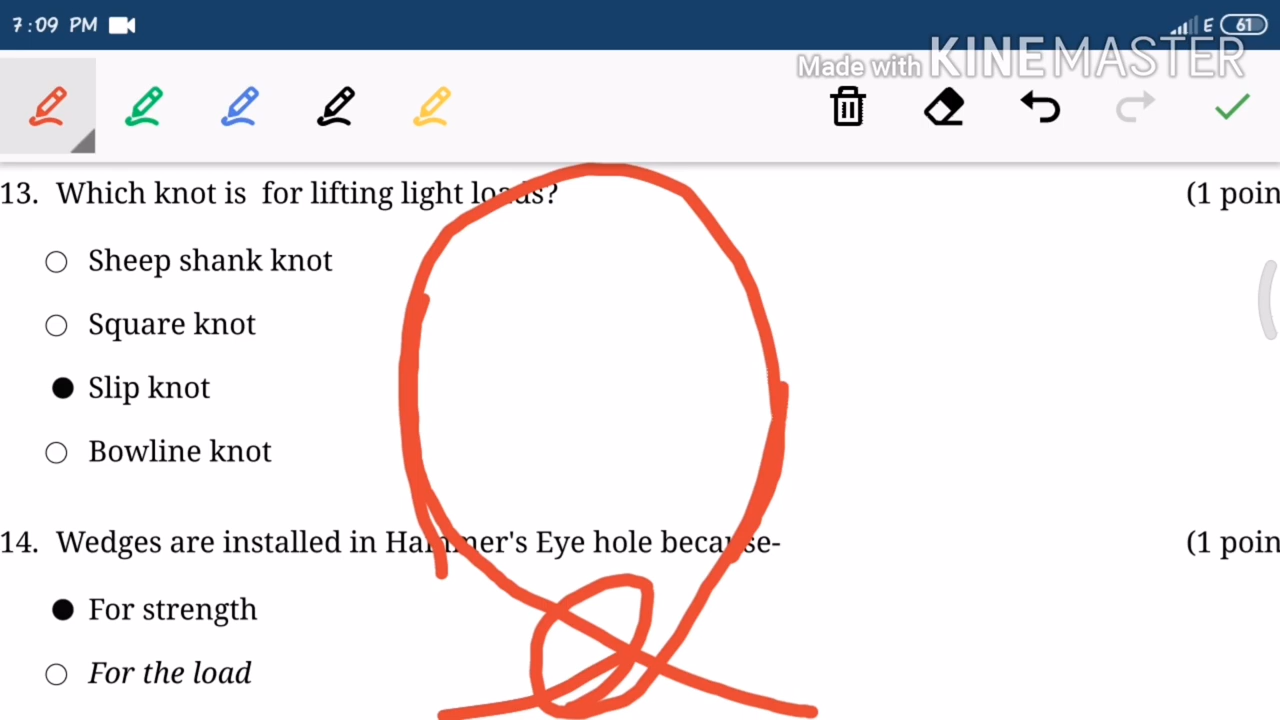 7:09 PM
E 61
Made with KINEMASTER
13. Which knot is for lifting light loads? (1 poin
Sheep shank knot
Square knot
Slip knot
Bowline knot
14. Wedges are installed in Hammer's Eye hole because- (1 poin
For strength
For the load